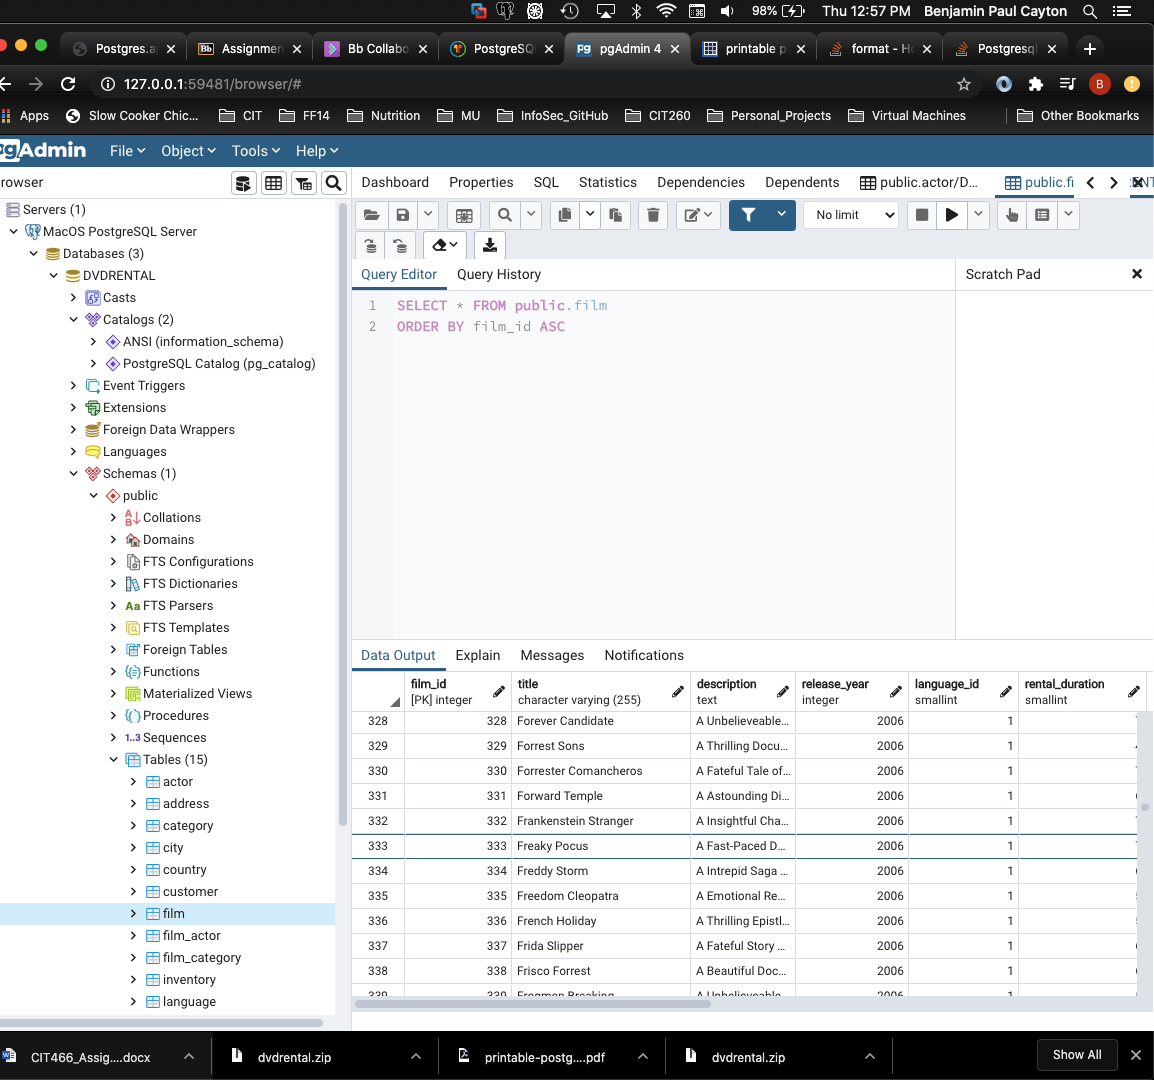 98% Thu 12:57 PM Benjamin Paul Cayton
Postgres.a
Assignmen
Bb Collabo
PostgreSQ
pgAdmin 4
printable p
format - Ho
Postgresql
127.0.0.1:59481/browser/#
Apps Slow Cooker Chic... CIT FF14 Nutrition MU InfoSec_GitHub CIT260 Personal_Projects Virtual Machines Other Bookmarks
pgAdmin File Object Tools Help
rowser
Dashboard Properties SQL Statistics Dependencies Dependents public.actor/D... public.fi
No limit
Servers (1)
MacOS PostgreSQL Server
Databases (3)
DVDRENTAL
Casts
Catalogs (2)
ANSI (information_schema)
PostgreSQL Catalog (pg_catalog)
Event Triggers
Extensions
Foreign Data Wrappers
Languages
Schemas (1)
public
Collations
Domains
FTS Configurations
FTS Dictionaries
Aa FTS Parsers
FTS Templates
Foreign Tables
Functions
Materialized Views
Procedures
1..3 Sequences
Tables (15)
actor
address
category
city
country
customer
film
film_actor
film_category
inventory
language
Query Editor Query History
Scratch Pad
1 SELECT * FROM public.film
2 ORDER BY film_id ASC
Data Output Explain Messages Notifications
film_id title description release_year language_id rental_duration
[PK] integer character varying (255) text integer smallint smallint
328 328 Forever Candidate A Unbelieveable... 2006 1
329 329 Forrest Sons A Thrilling Docu... 2006 1
330 330 Forrester Comancheros A Fateful Tale of... 2006 1
331 331 Forward Temple A Astounding Di... 2006 1
332 332 Frankenstein Stranger A Insightful Cha... 2006 1
333 333 Freaky Pocus A Fast-Paced D... 2006 1
334 334 Freddy Storm A Intrepid Saga ... 2006 1
335 335 Freedom Cleopatra A Emotional Re... 2006 1
336 336 French Holiday A Thrilling Epistl... 2006 1
337 337 Frida Slipper A Fateful Story ... 2006 1
338 338 Frisco Forrest A Beautiful Doc... 2006 1
339 339 Frogmen Breaking A Unbelieveable... 2006 1
CIT466_Assig....docx dvdrental.zip printable-postg....pdf dvdrental.zip Show All